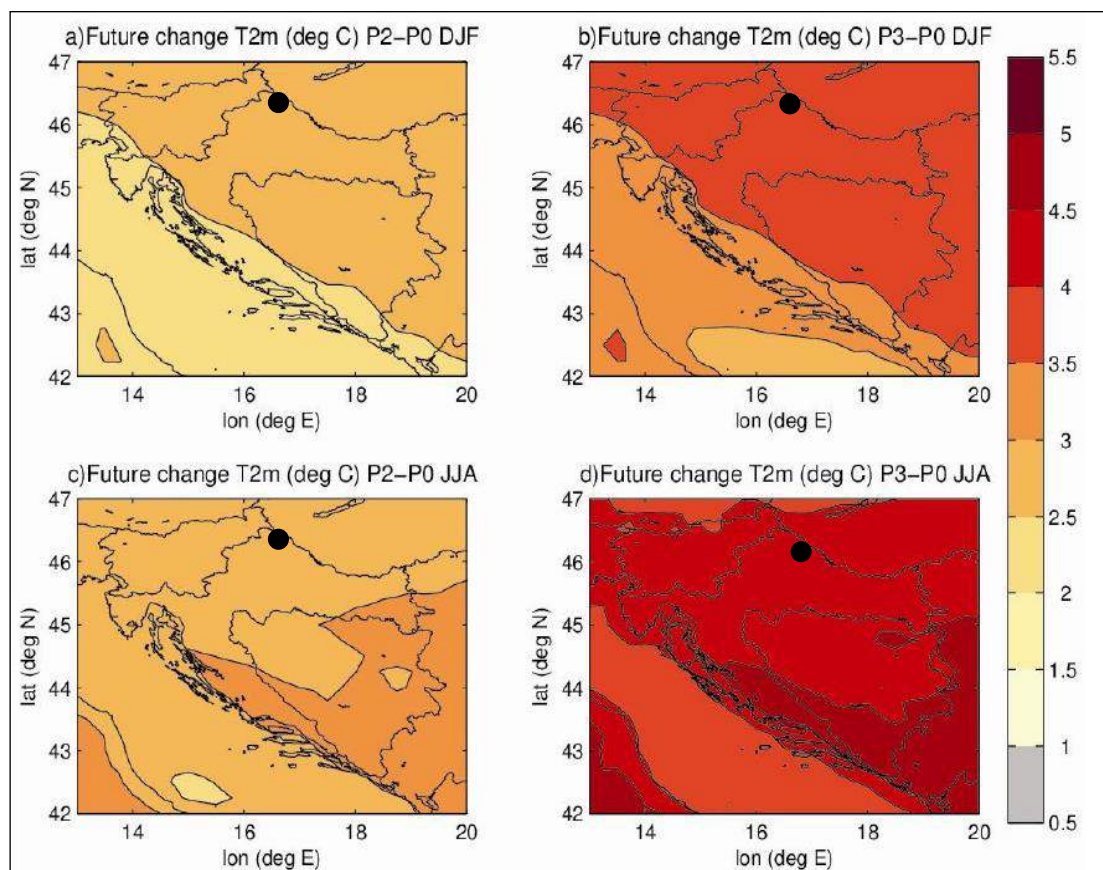 a)Future change T2m (deg C) P2-P0 DJF
47
46
45
44
43
42
lat (deg N)
14 16 18 20
lon (deg E)
b)Future change T2m (deg C) P3-P0 DJF
47
46
45
44
43
42
lat (deg N)
14 16 18 20
lon (deg E)
c)Future change T2m (deg C) P2-P0 JJA
47
46
45
44
43
42
lat (deg N)
14 16 18 20
lon (deg E)
d)Future change T2m (deg C) P3-P0 JJA
47
46
45
44
43
42
lat (deg N)
14 16 18 20
lon (deg E)
5.5
5
4.5
4
3.5
3
2.5
2
1.5
1
0.5